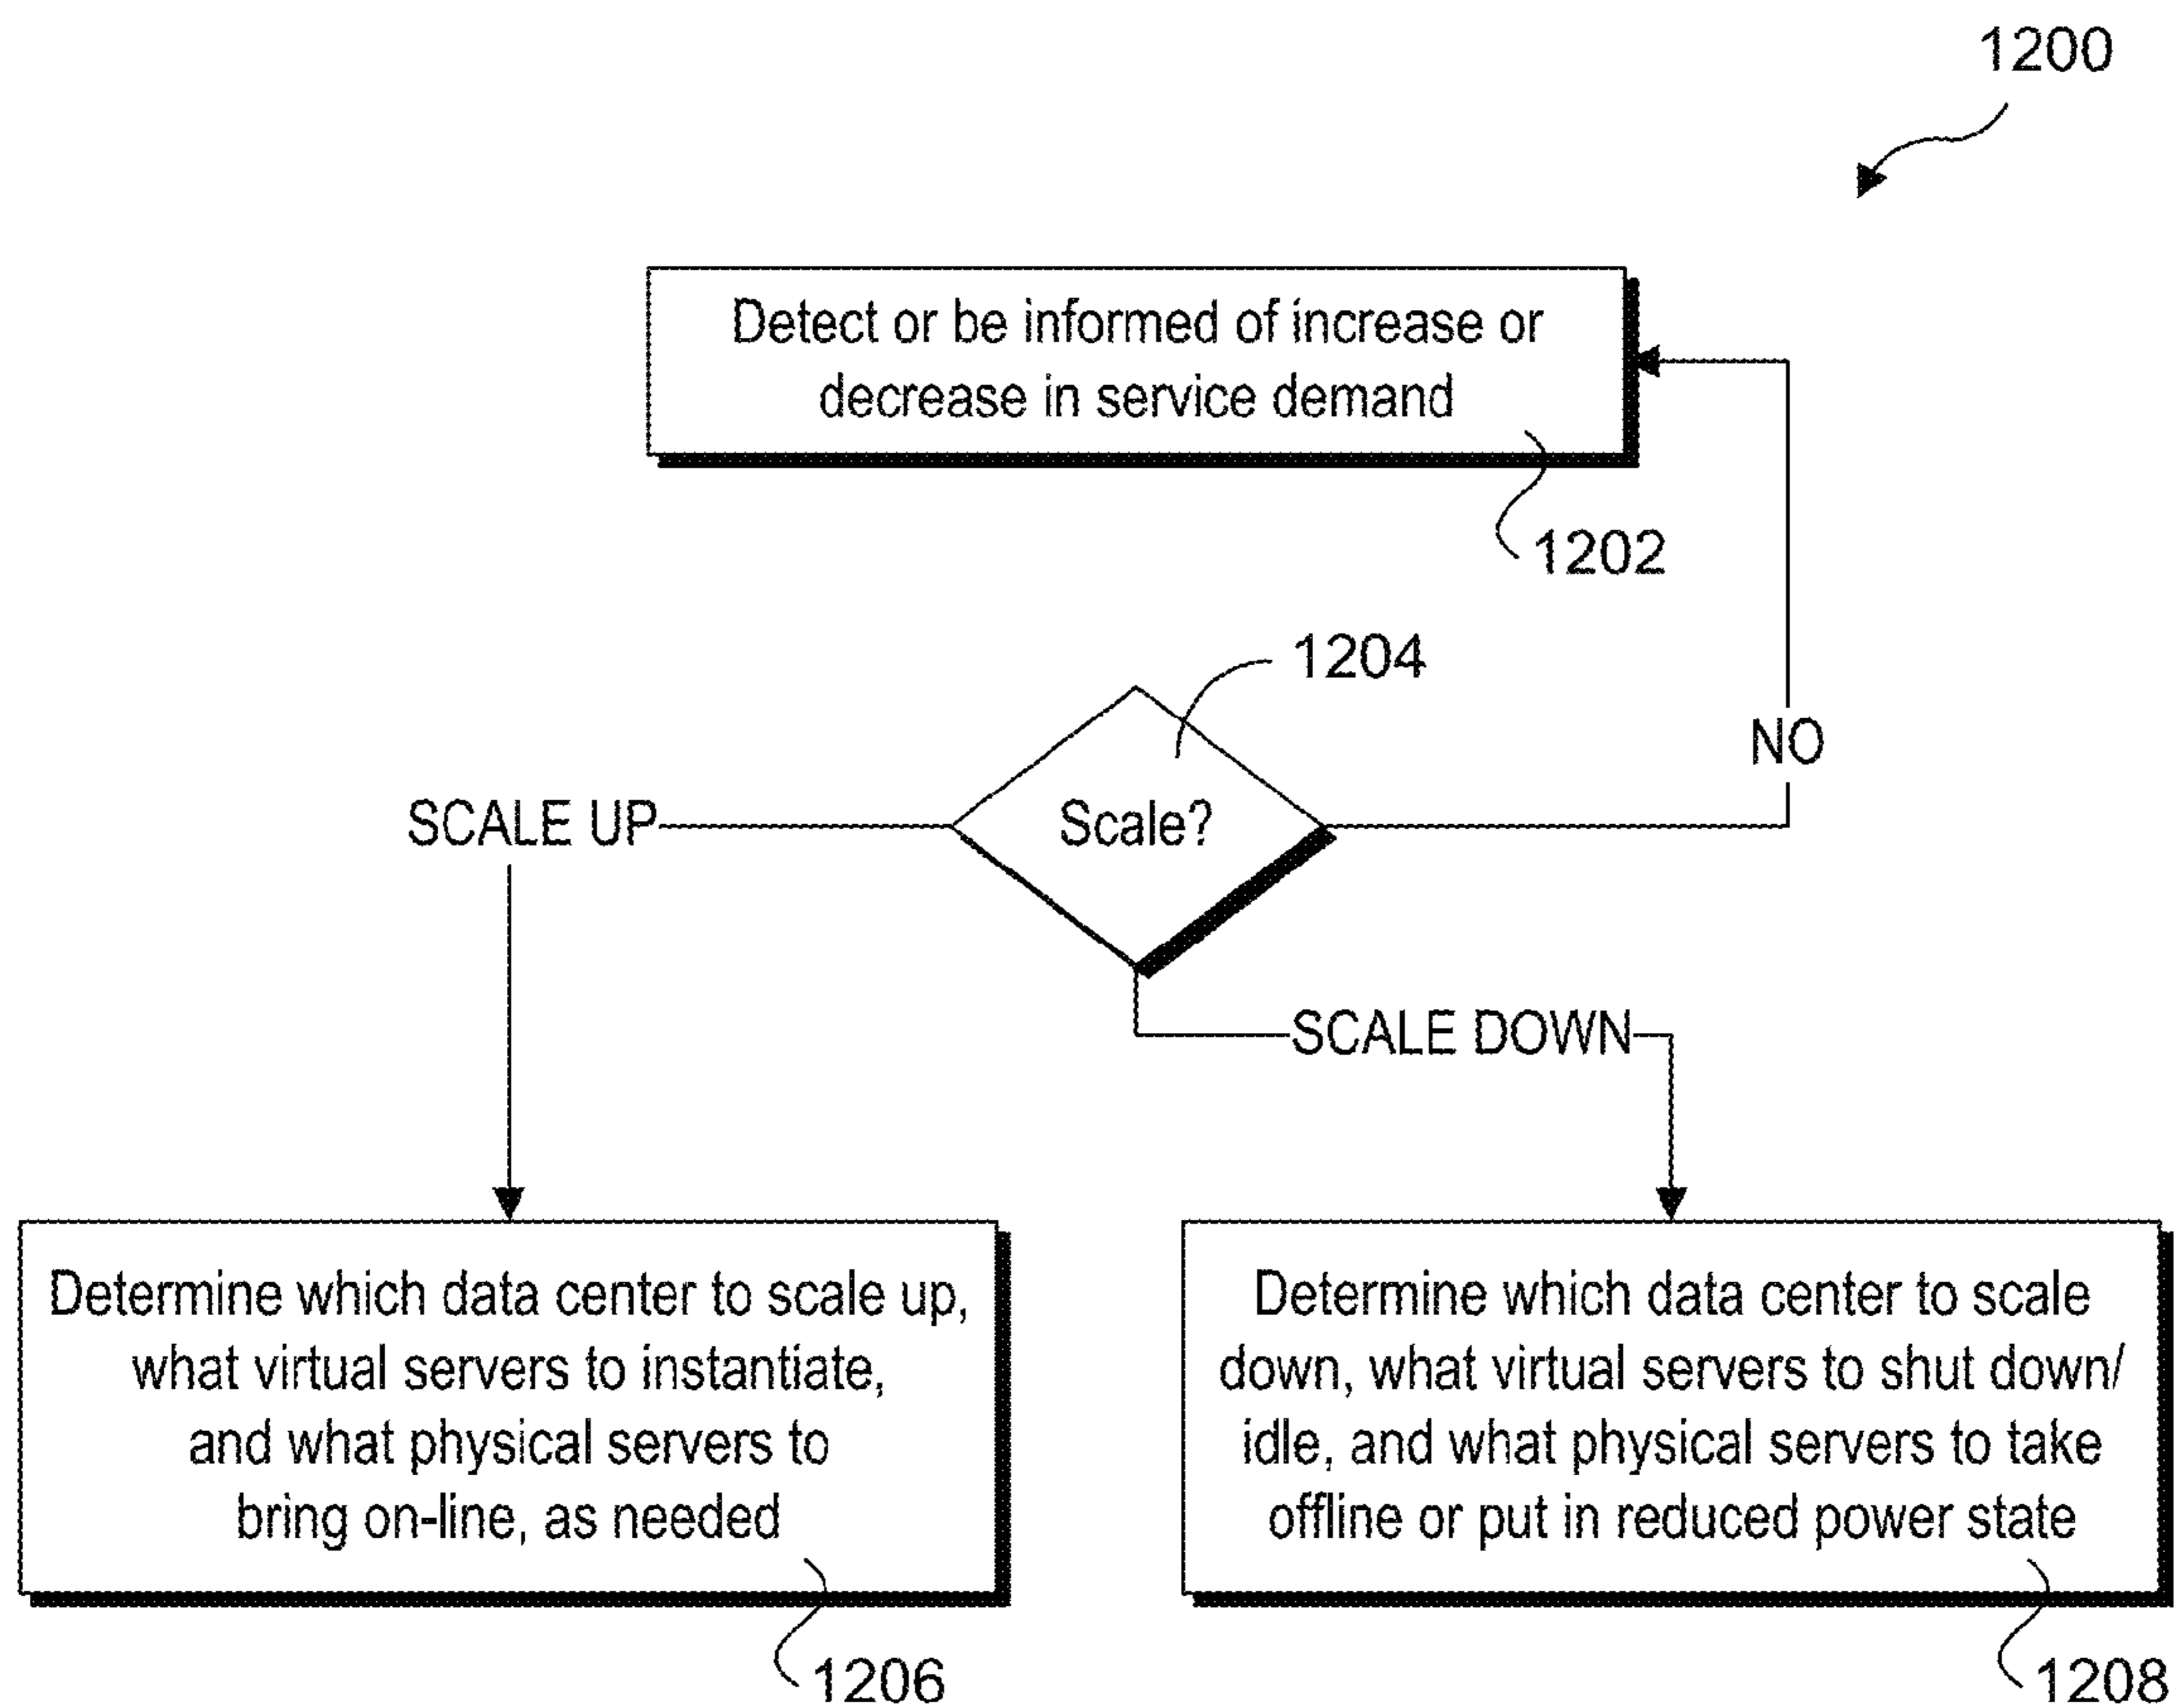 1200
Detect or be informed of increase or
decrease in service demand
1202
1204
NO
SCALE UP
Scale?
SCALE DOWN
Determine which data center to scale up,
what virtual servers to instantiate,
and what physical servers to
bring on-line, as needed
1206
Determine which data center to scale
down, what virtual servers to shut down/
idle, and what physical servers to take
offline or put in reduced power state
1208